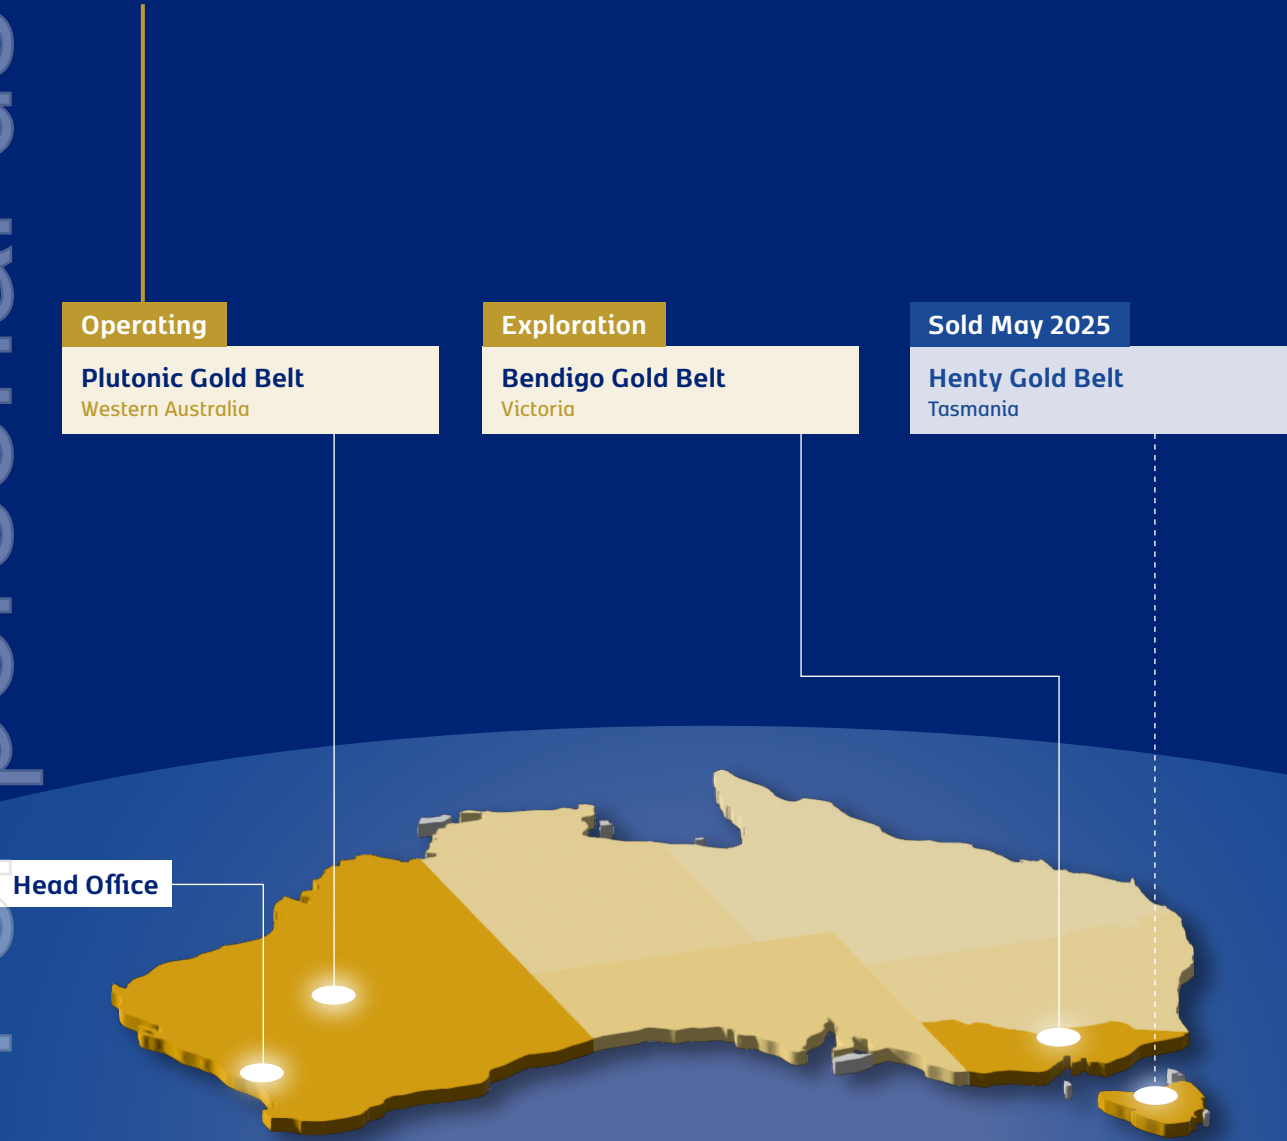 Operating
Plutonic Gold Belt
Western Australia
Exploration
Bendigo Gold Belt
Victoria
Sold May 2025
Henty Gold Belt
Tasmania
Head Office